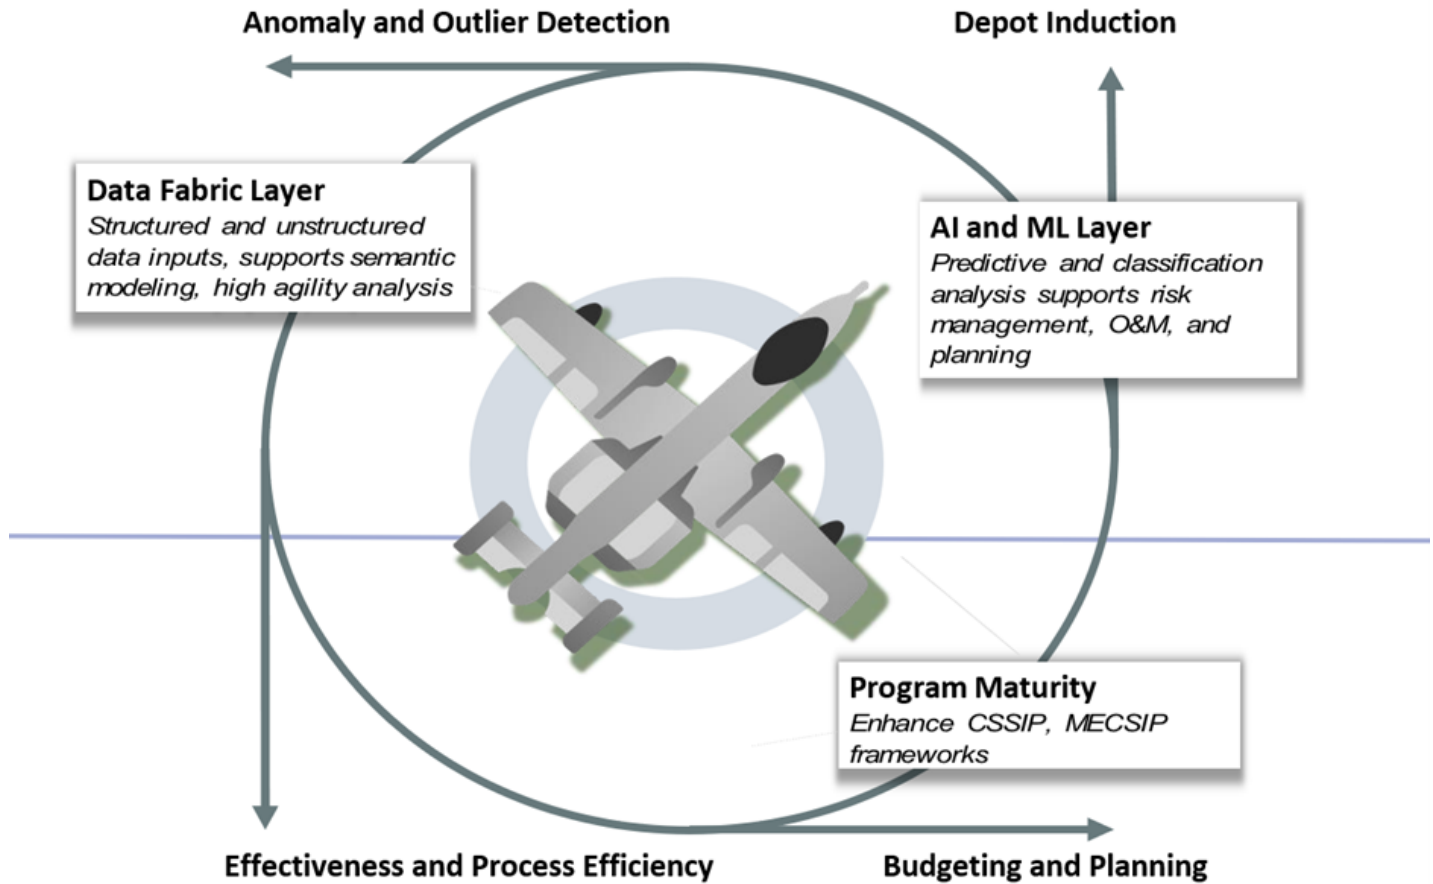 Anomaly and Outlier Detection
Depot Induction
Data Fabric Layer
Structured and unstructured
data inputs, supports semantic
modeling, high agility analysis
AI and ML Layer
Predictive and classification
analysis supports risk
management, O&M, and
planning
Program Maturity
Enhance CSSIP, MECSIP
frameworks
Effectiveness and Process Efficiency
Budgeting and Planning